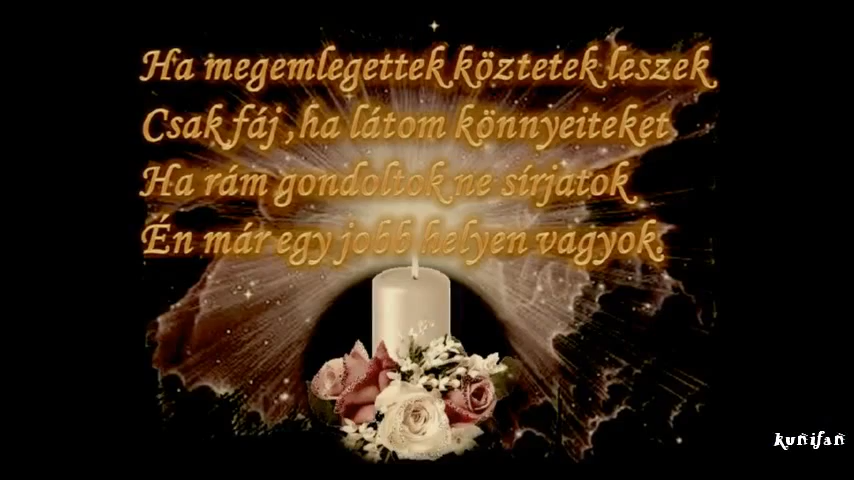 Ha megemlegettek köztetek leszek
Csak fáj ,ha látom könnyeiteket
Ha rám gondoltok ne sírjatok
Én már egy jobb helyen vagyok.
kunifan